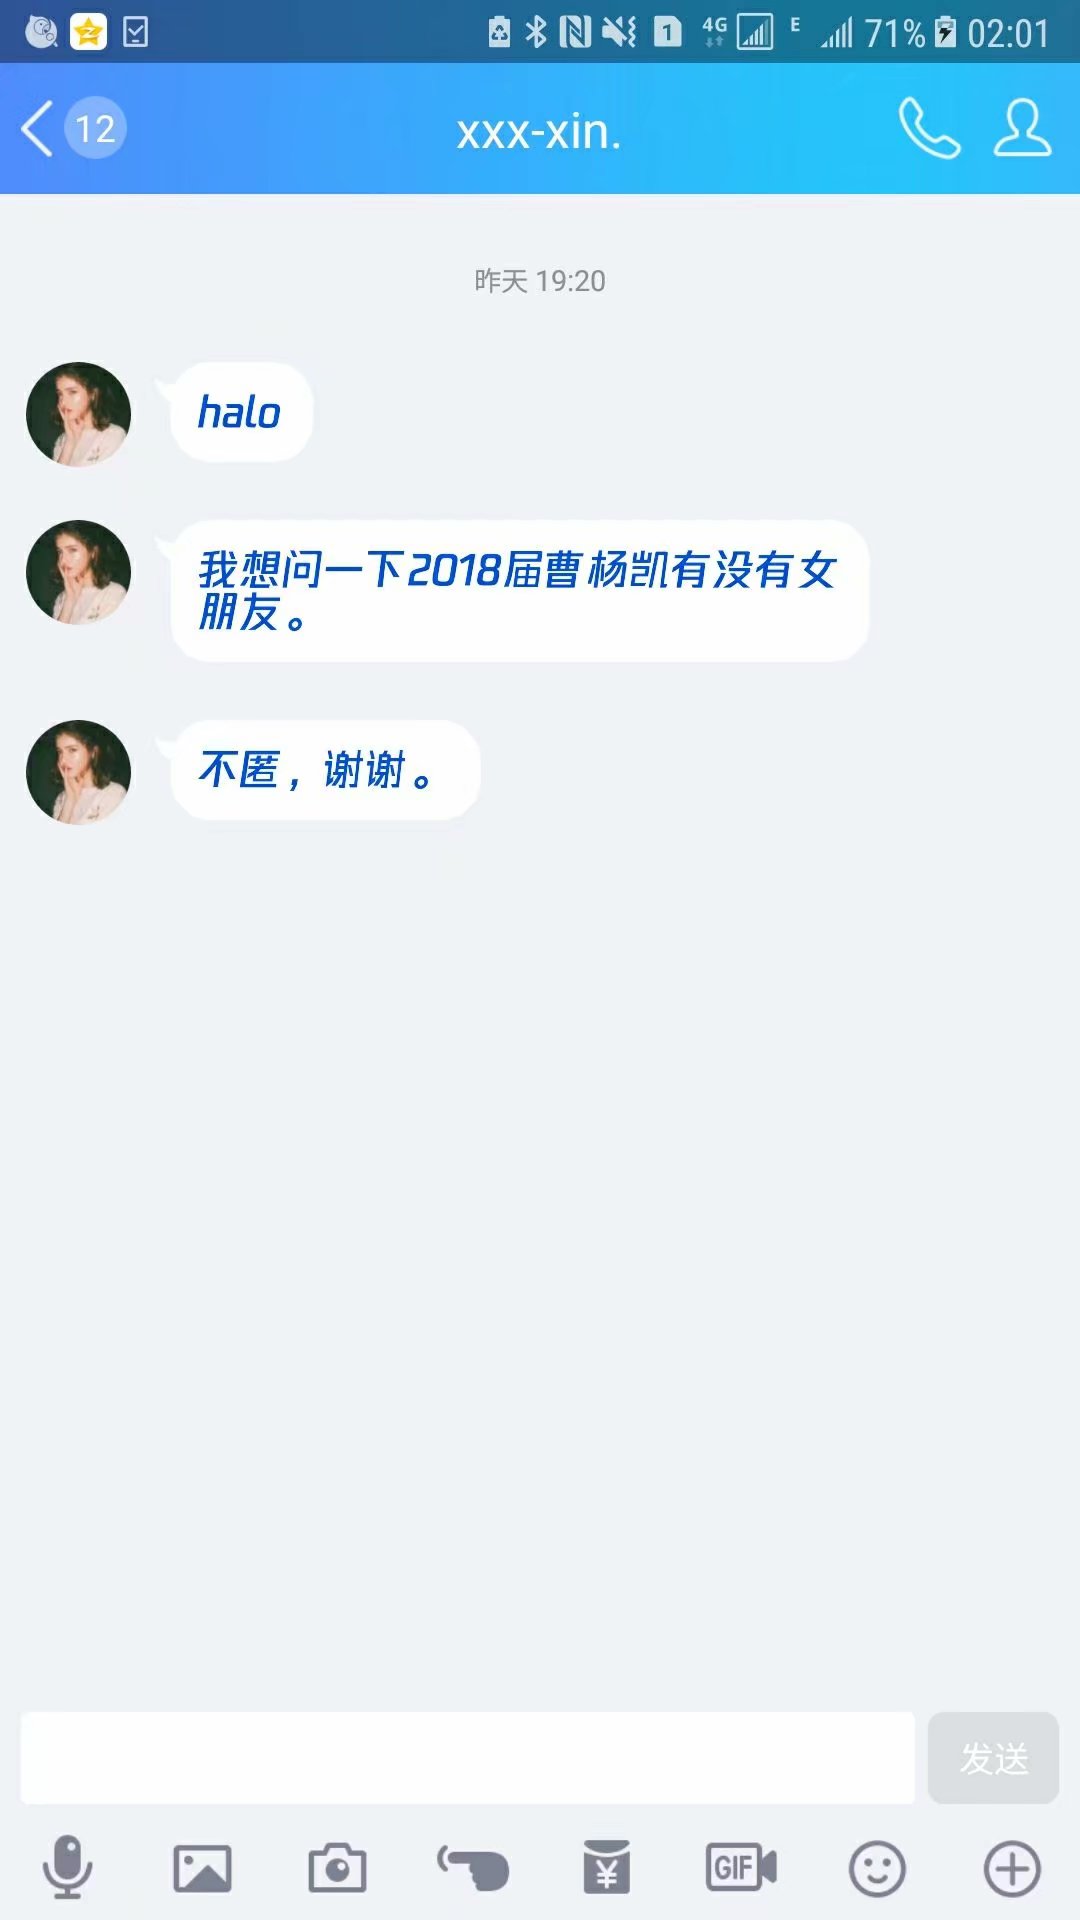 1 4G E 71% 02:01
12 xxx-xin.
昨天 19:20
halo
我想问一下2018届曹杨凯有没有女
朋友。
不匿，谢谢。
发送
GIF